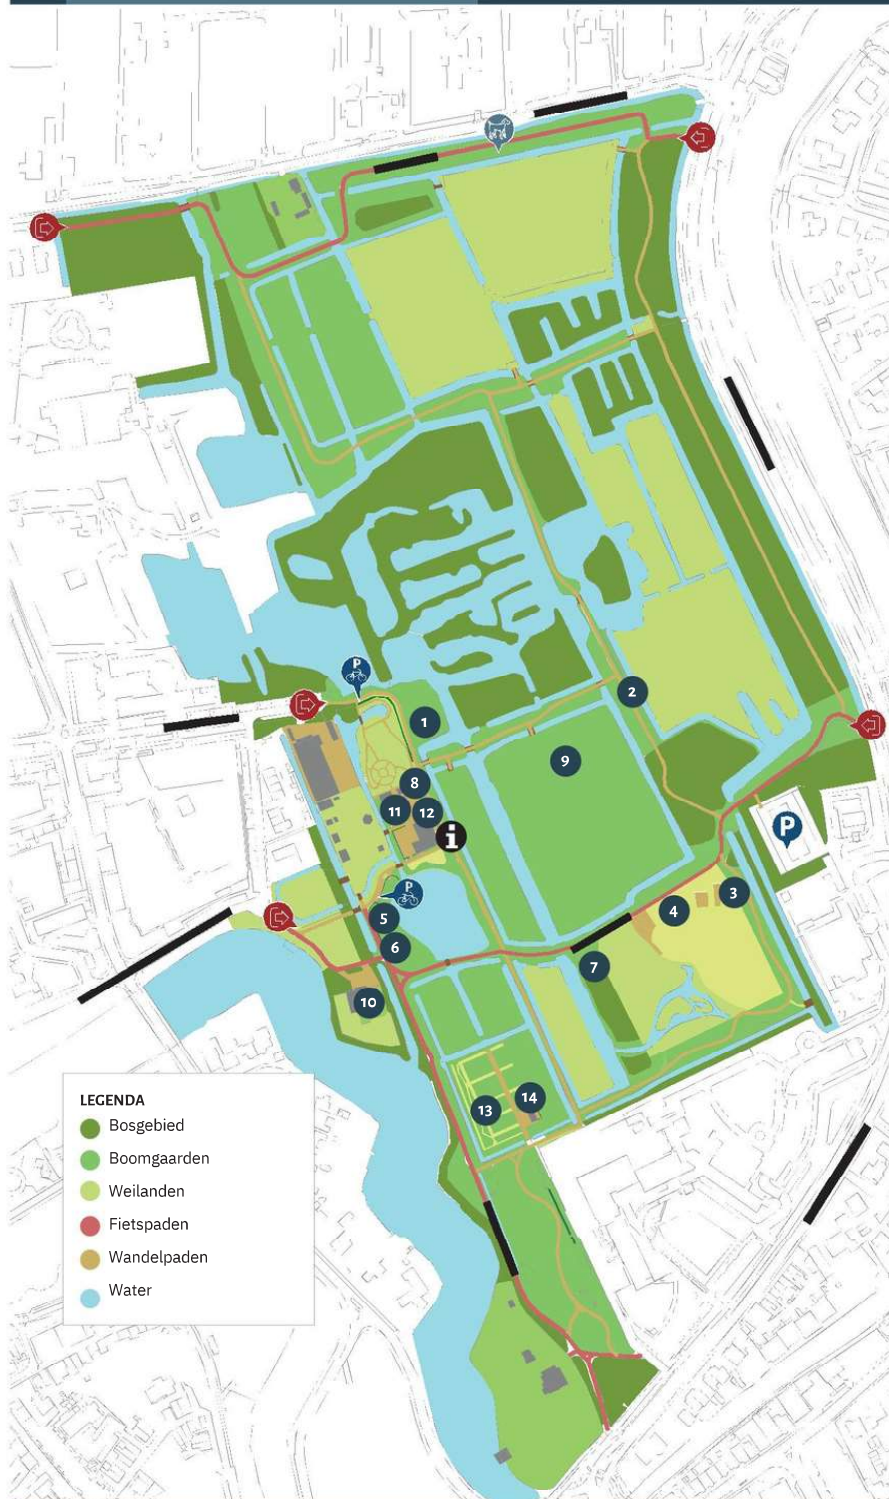 P
1
2
9
8
11
12
i
P
P
3
5
4
6
7
10
14
13
LEGENDA
Bosgebied
Boomgaarden
Weilanden
Fietspaden
Wandelpaden
Water